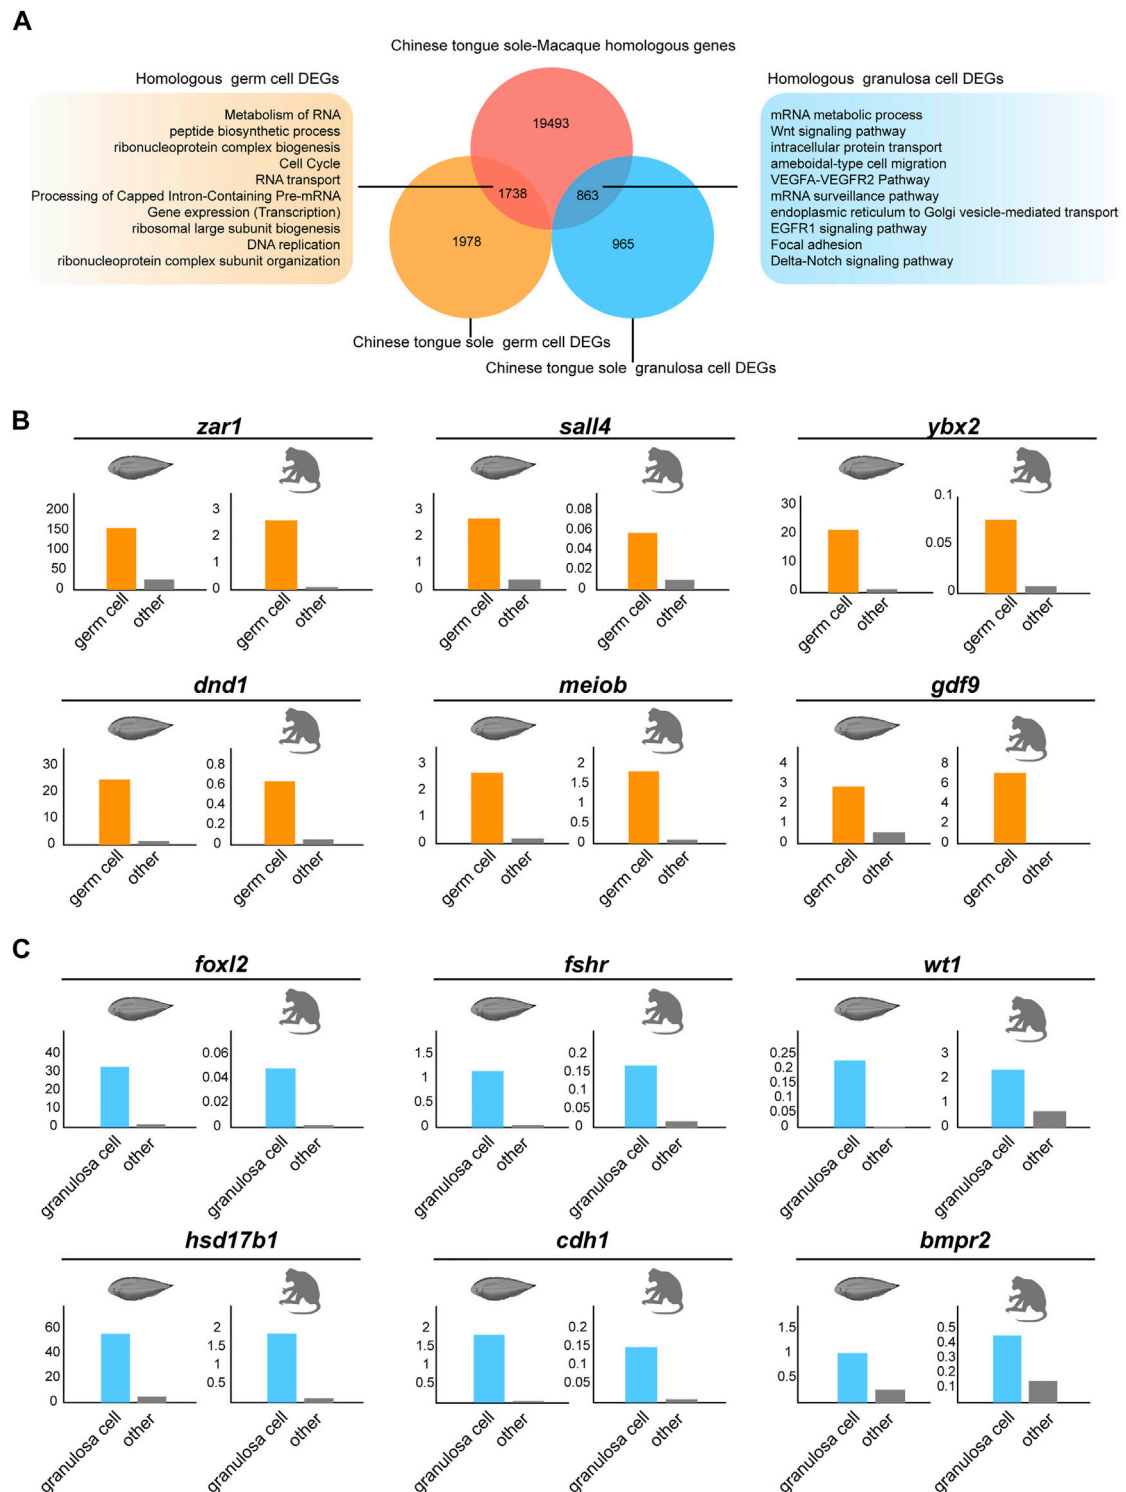 A
Chinese tongue sole-Macaque homologous genes
Homologous germ cell DEGs
Homologous granulosa cell DEGs
Metabolism of RNA
peptide biosynthetic process
ribonucleoprotein complex biogenesis
Cell Cycle
RNA transport
Processing of Capped Intron-Containing Pre-mRNA
Gene expression (Transcription)
ribosomal large subunit biogenesis
DNA replication
ribonucleoprotein complex subunit organization
19493
1738
863
1978
965
mRNA metabolic process
Wnt signaling pathway
intracellular protein transport
ameboidal-type cell migration
VEGFA-VEGFR2 Pathway
mRNA surveillance pathway
endoplasmic reticulum to Golgi vesicle-mediated transport
EGFR1 signaling pathway
Focal adhesion
Delta-Notch signaling pathway
Chinese tongue sole germ cell DEGs
Chinese tongue sole granulosa cell DEGs
B
zar1
200
150
100
50
0
germ cell
other
3
2
1
0
germ cell
other
sall4
3
2
1
0
germ cell
other
0.08
0.06
0.04
0.02
0
germ cell
other
ybx2
30
20
10
0
germ cell
other
0.1
0.05
0
germ cell
other
dnd1
30
20
10
0
germ cell
other
0.8
0.6
0.4
0.2
0
germ cell
other
meiob
3
2
1
0
germ cell
other
2
1.5
1
0.5
0
germ cell
other
gdf9
4
3
2
1
0
germ cell
other
8
6
4
2
0
germ cell
other
C
foxl2
40
30
20
10
0
granulosa cell
other
0.06
0.04
0.02
0
granulosa cell
other
fshr
1.5
1
0.5
0
granulosa cell
other
0.2
0.15
0.1
0.05
0
granulosa cell
other
wt1
0.25
0.2
0.15
0.1
0.05
0
granulosa cell
other
3
2
1
0
granulosa cell
other
hsd17b1
60
40
20
0
granulosa cell
other
2
1.5
1
0.5
granulosa cell
other
cdh1
2
1.5
1
0.5
granulosa cell
other
0.2
0.15
0.1
0.05
granulosa cell
other
bmpr2
1.5
1
0.5
granulosa cell
other
0.5
0.4
0.3
0.2
0.1
granulosa cell
other